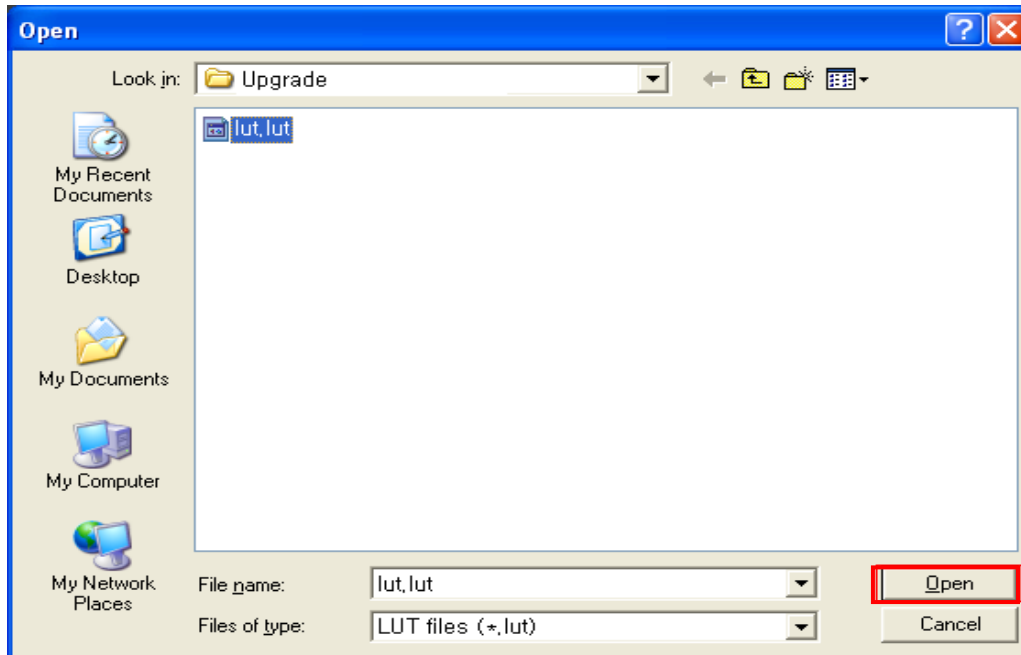 Open
Look in:
Upgrade
lut.lut
My Recent
Documents
Desktop
My Documents
My Computer
My Network
Places
File name:
lut.lut
Open
Files of type:
LUT files (*.lut)
Cancel